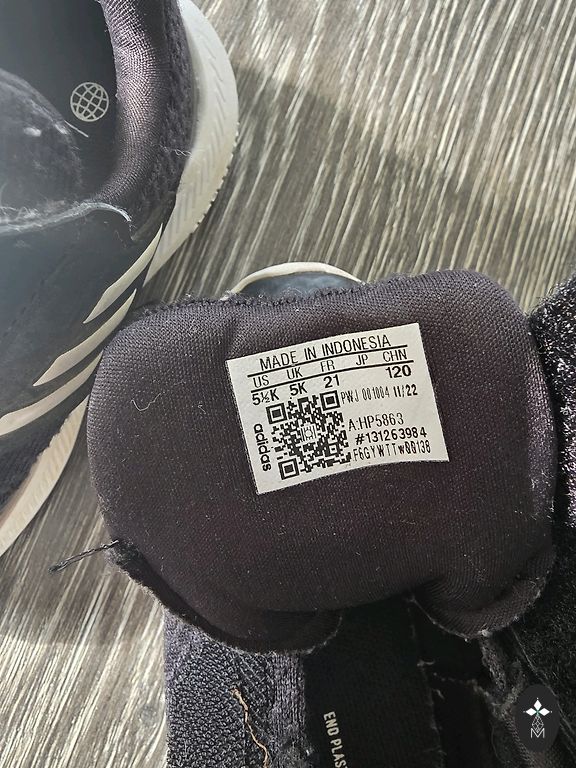 MADE IN INDONESIA
US UK FR JP CHN
5½K 5K 21 120
PWJ 001004 11/22
A:HP5863
#131263984
F6GYWTTw0Q138
adidas
END PLAS
M